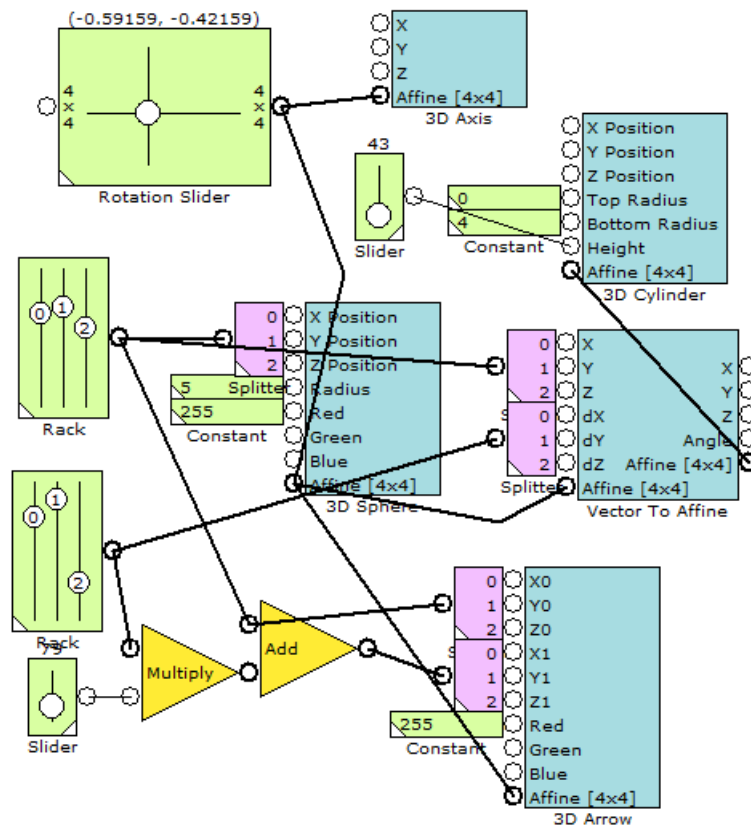 (-0.59159, -0.42159)
4
x
4
4
x
4
Rotation Slider
X
Y
Z
Affine [4x4]
3D Axis
43
Slider
0
4
Constant
X Position
Y Position
Z Position
Top Radius
Bottom Radius
Height
Affine [4x4]
3D Cylinder
0
1
2
Rack
0
1
2
Splitter
5
255
Constant
X Position
Y Position
Z Position
Radius
Red
Green
Blue
Affine [4x4]
3D Sphere
0
1
2
S
0
1
2
Splitter
X
Y
Z
dX
dY
dZ
Affine [4x4]
X
Y
Z
Angle
Affine [4x4]
Vector To Affine
0
1
2
Rack
79
Slider
Multiply
Add
0
1
2
S
0
1
2
255
Constant
X0
Y0
Z0
X1
Y1
Z1
Red
Green
Blue
Affine [4x4]
3D Arrow